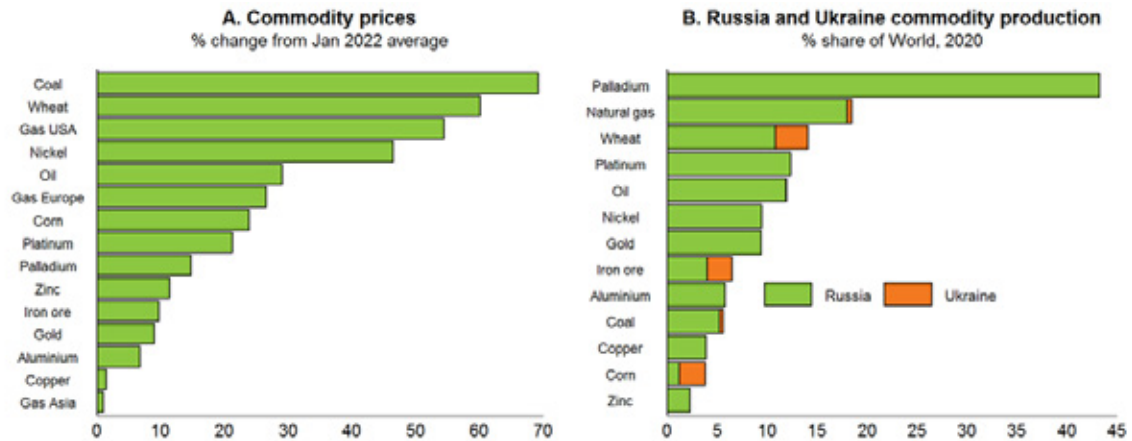 A. Commodity prices
% change from Jan 2022 average
Coal
Wheat
Gas USA
Nickel
Oil
Gas Europe
Corn
Platinum
Palladium
Zinc
Iron ore
Gold
Aluminium
Copper
Gas Asia
0 10 20 30 40 50 60 70
B. Russia and Ukraine commodity production
% share of World, 2020
Palladium
Natural gas
Wheat
Platinum
Oil
Nickel
Gold
Iron ore
Aluminium
Coal
Copper
Corn
Zinc
Russia Ukraine
0 5 10 15 20 25 30 35 40 45